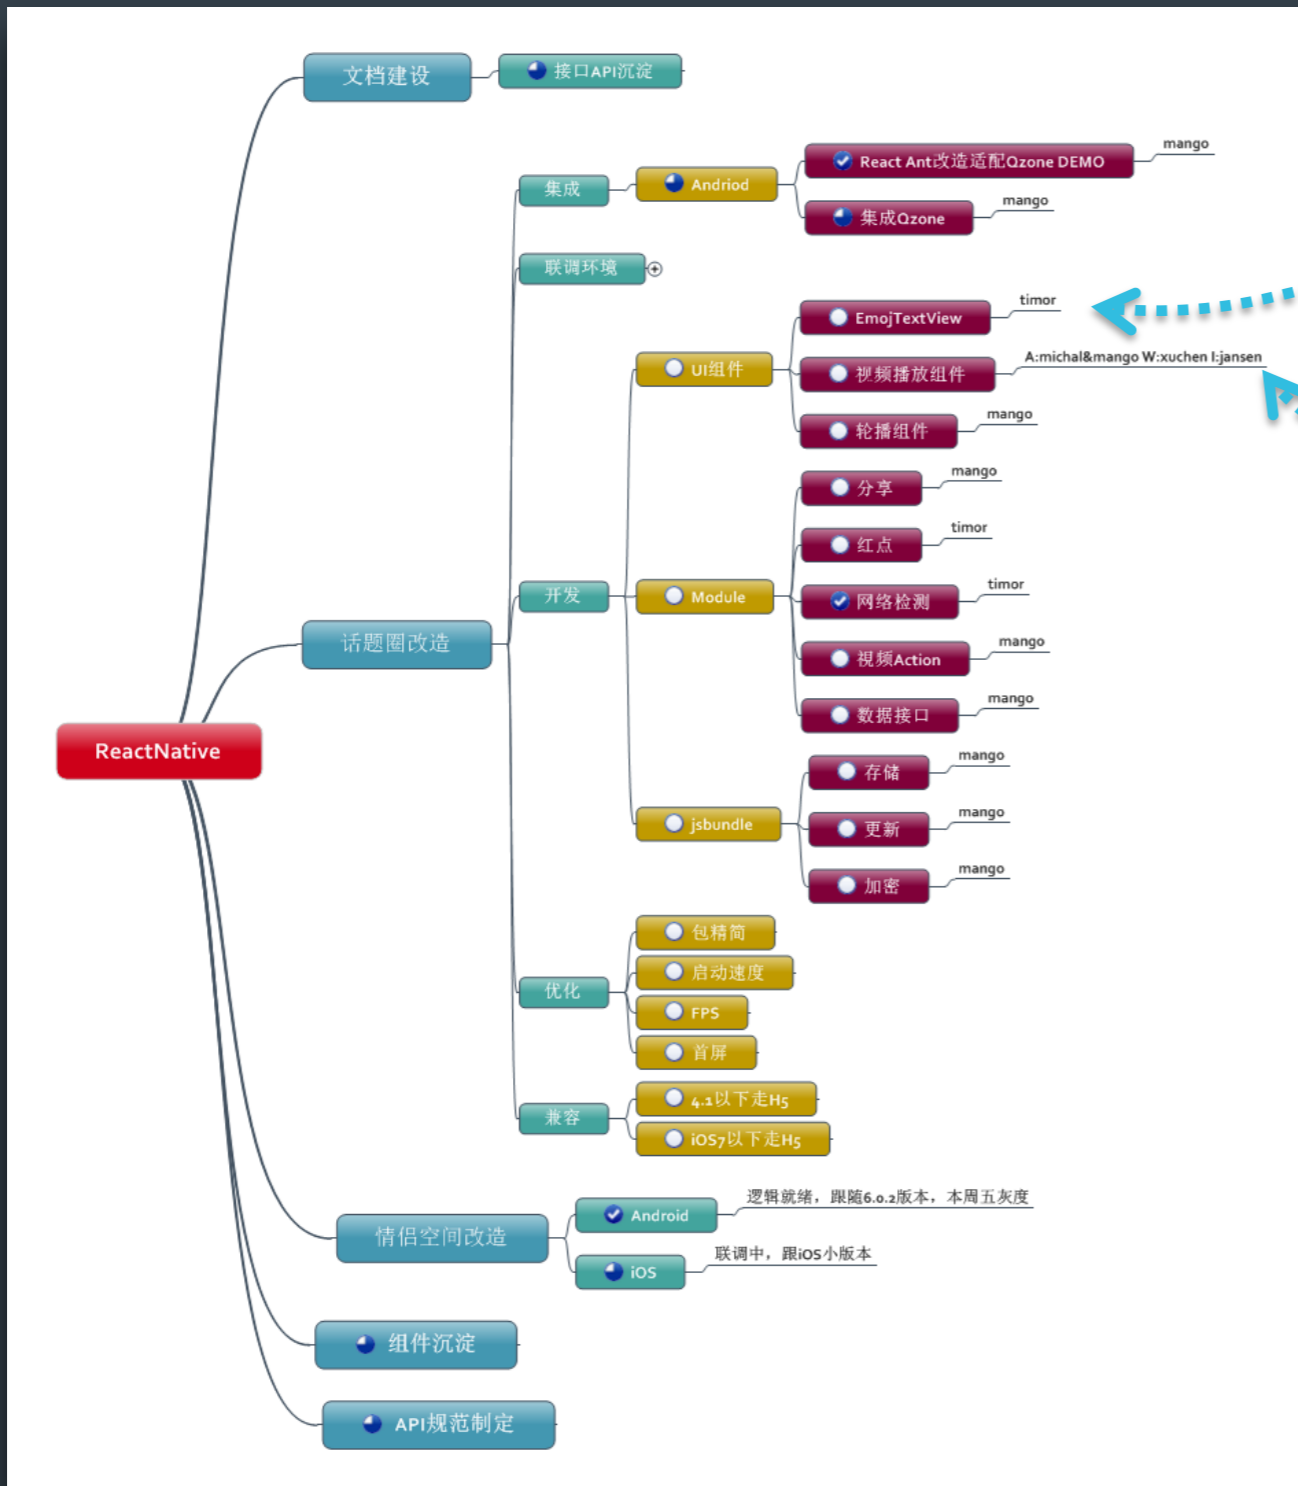 文档建设
接口API沉淀
集成
Andriod
React Ant改造适配Qzone DEMO
mango
集成Qzone
mango
联调环境
EmojTextView
timor
UI组件
视频播放组件
A:michal&mango W:xuchen I:jansen
轮播组件
mango
分享
mango
红点
timor
开发
Module
网络检测
timor
話题圈改造
視频Action
mango
数据接口
mango
ReactNative
存储
mango
jsbundle
更新
mango
加密
mango
包精简
启动速度
优化
FPS
首屏
4.1以下走H5
兼容
iOS7以下走H5
情侣空间改造
Android
逻辑就绪，跟随6.0.2版本，本周五灰度
iOS
联调中，跟iOS小版本
组件沉淀
API规范制定